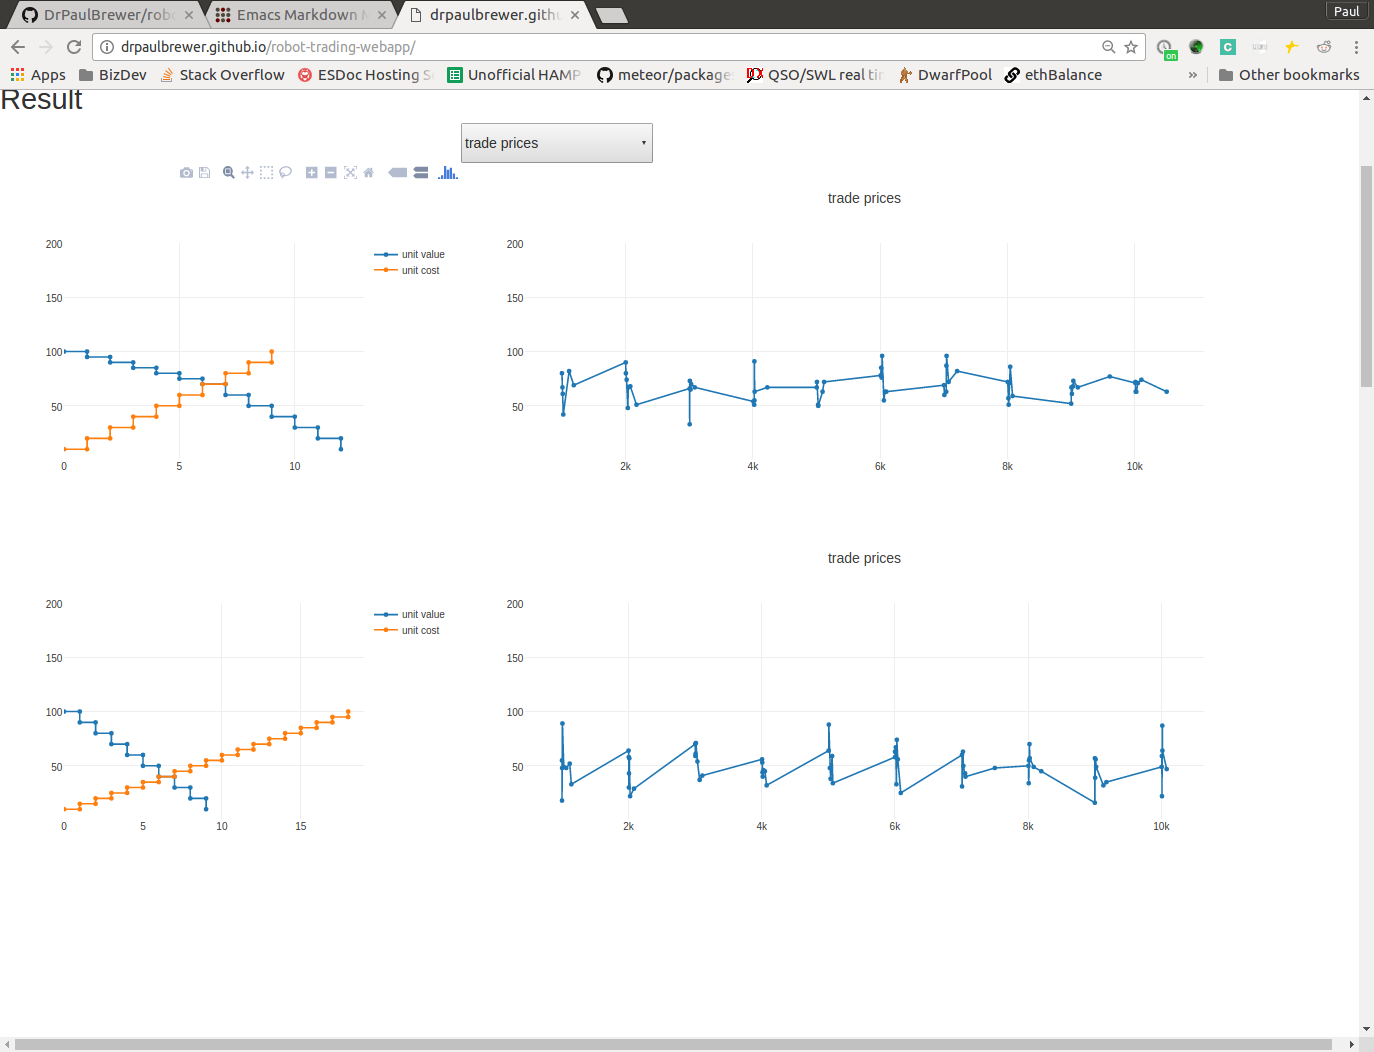 Paul
DrPaulBrewer/robo
Emacs Markdown M
drpaulbrewer.gith
drpaulbrewer.github.io/robot-trading-webapp/
on
C
Apps
BizDev
Stack Overflow
ESDoc Hosting S
Unofficial HAMP
meteor/package
QSO/SWL real ti
DwarfPool
ethBalance
»
Other bookmarks
Result
trade prices
trade prices
200
150
100
50
0
5
10
unit value
unit cost
200
150
100
50
2k
4k
6k
8k
10k
trade prices
200
150
100
50
0
5
10
15
unit value
unit cost
200
150
100
50
2k
4k
6k
8k
10k